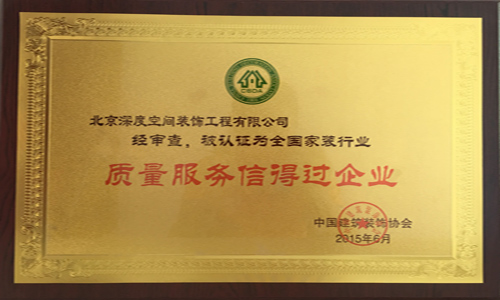 CBDA
北京深度空间装饰工程有限公司
经审查，被认证为全国家装行业
质量服务信得过企业
中国建筑装饰协会
2015年6月